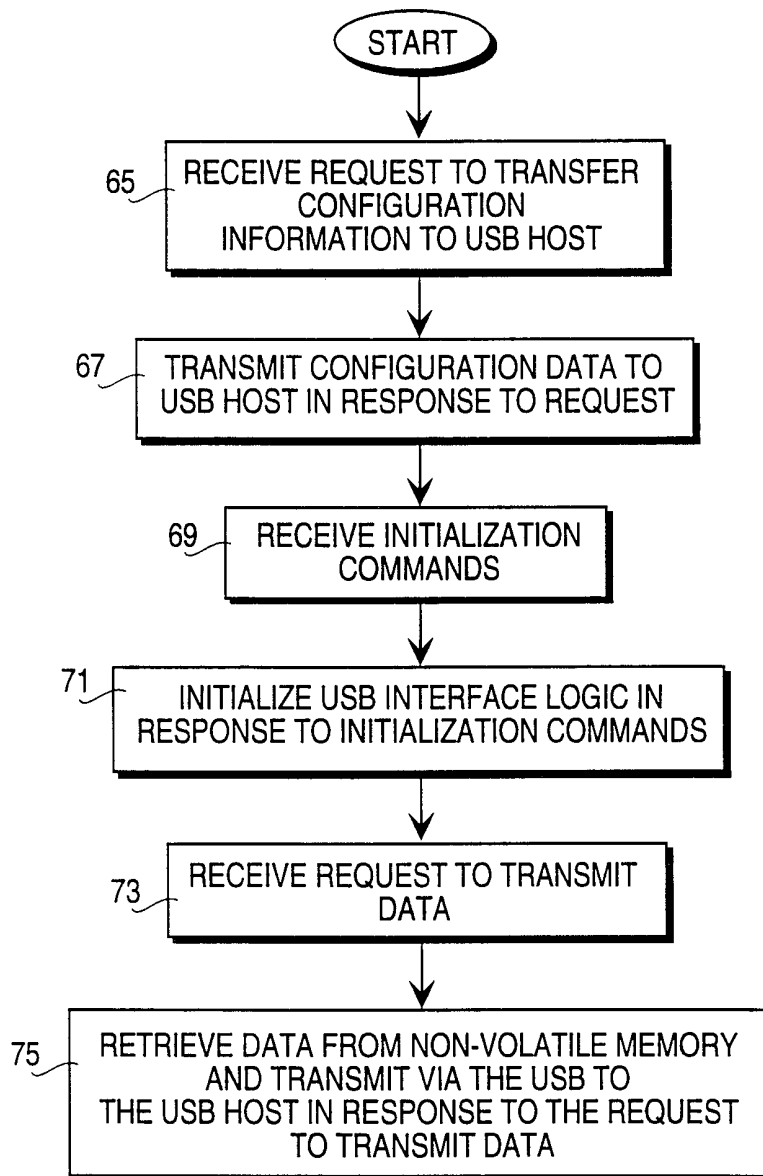 START
65
RECEIVE REQUEST TO TRANSFER
CONFIGURATION
INFORMATION TO USB HOST
67
TRANSMIT CONFIGURATION DATA TO
USB HOST IN RESPONSE TO REQUEST
69
RECEIVE INITIALIZATION
COMMANDS
71
INITIALIZE USB INTERFACE LOGIC IN
RESPONSE TO INITIALIZATION COMMANDS
73
RECEIVE REQUEST TO TRANSMIT
DATA
75
RETRIEVE DATA FROM NON-VOLATILE MEMORY
AND TRANSMIT VIA THE USB TO
THE USB HOST IN RESPONSE TO THE REQUEST
TO TRANSMIT DATA